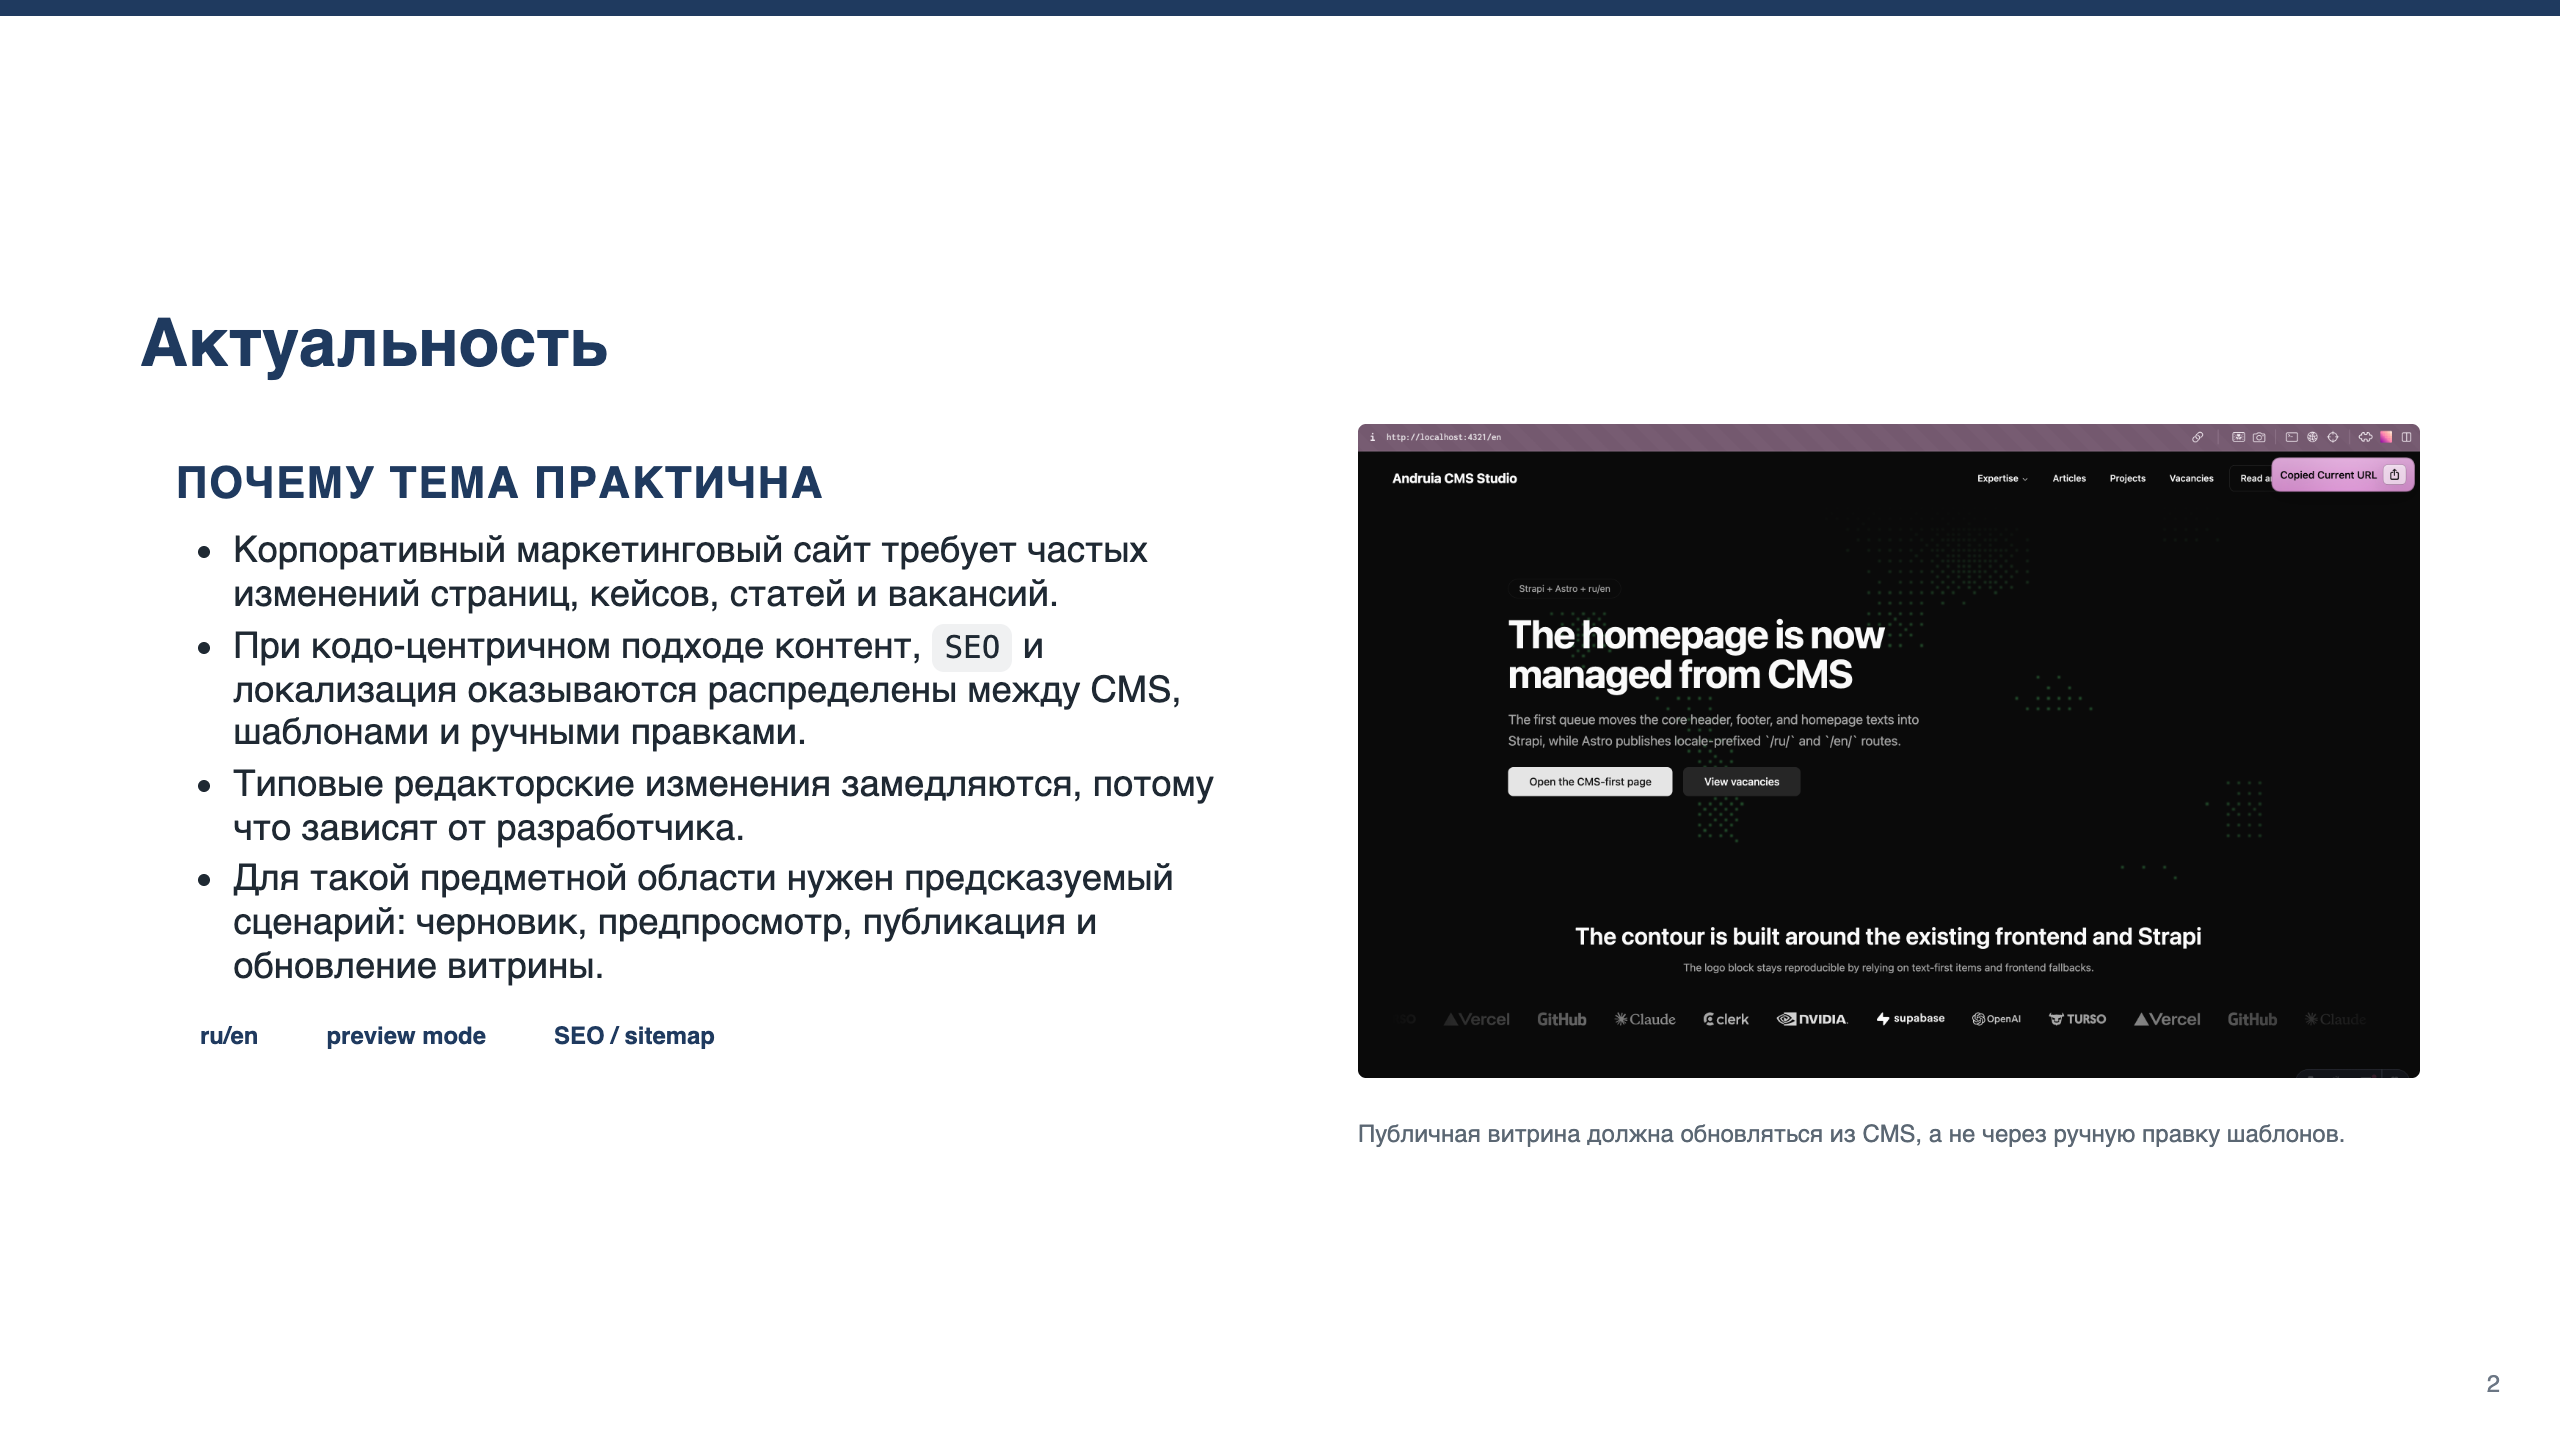 Актуальность
ПОЧЕМУ ТЕМА ПРАКТИЧНА
Корпоративный маркетинговый сайт требует частых
изменений страниц, кейсов, статей и вакансий.
При кодо-центричном подходе контент, SEO и
локализация оказываются распределены между CMS,
шаблонами и ручными правками.
Типовые редакторские изменения замедляются, потому
что зависят от разработчика.
Для такой предметной области нужен предсказуемый
сценарий: черновик, предпросмотр, публикация и
обновление витрины.
ru/en preview mode SEO / sitemap
http://localhost:4321/en
Andruia CMS Studio Expertise Articles Projects Vacancies Read Copied Current URL
Strapi + Astro + ru/en
The homepage is now
managed from CMS
The first queue moves the core header, footer, and homepage texts into
Strapi, while Astro publishes locale-prefixed `/ru/` and `/en/` routes.
Open the CMS-first page View vacancies
The contour is built around the existing frontend and Strapi
The logo block stays reproducible by relying on text-first items and frontend fallbacks.
Vercel GitHub Claude clerk NVIDIA supabase OpenAI TURSO Vercel GitHub Claude
Публичная витрина должна обновляться из CMS, а не через ручную правку шаблонов.
2